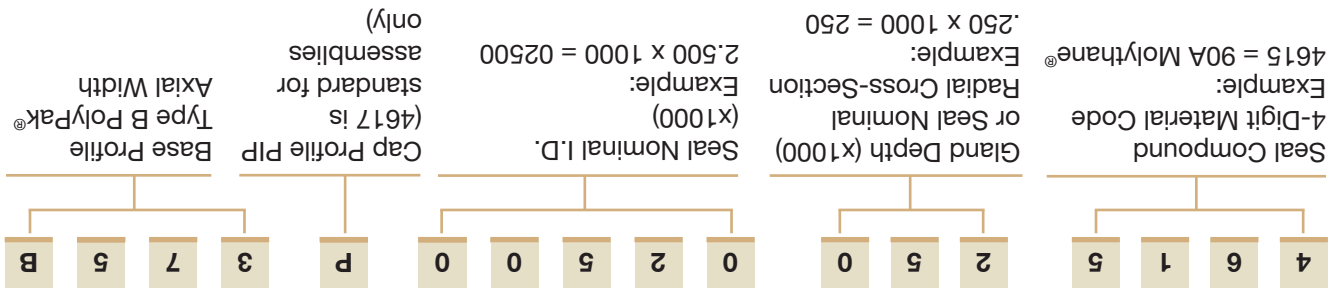 4 6 1 5 2 5 0 0 2 5 0 0 P 3 7 5 B
Seal Compound
4-Digit Material Code
Example:
4615 = 90A Molythane®
Gland Depth (x1000)
or Seal Nominal
Radial Cross-Section
Example:
.250 x 1000 = 250
Seal Nominal I.D.
(x1000)
Example:
2.500 x 1000 = 02500
Cap Profile PIP
(4617 is
standard for
assemblies
only)
Base Profile
Type B PolyPak®
Axial Width